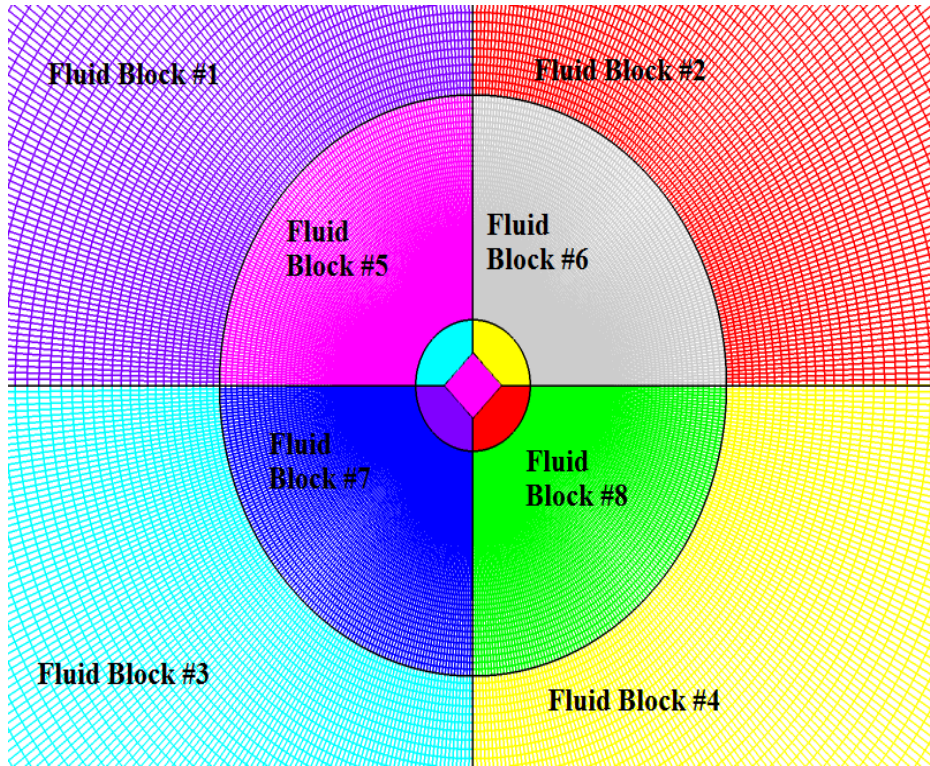 Fluid Block #1
Fluid Block #2
Fluid
Block #5
Fluid
Block #6
Fluid
Block #7
Fluid
Block #8
Fluid Block #3
Fluid Block #4